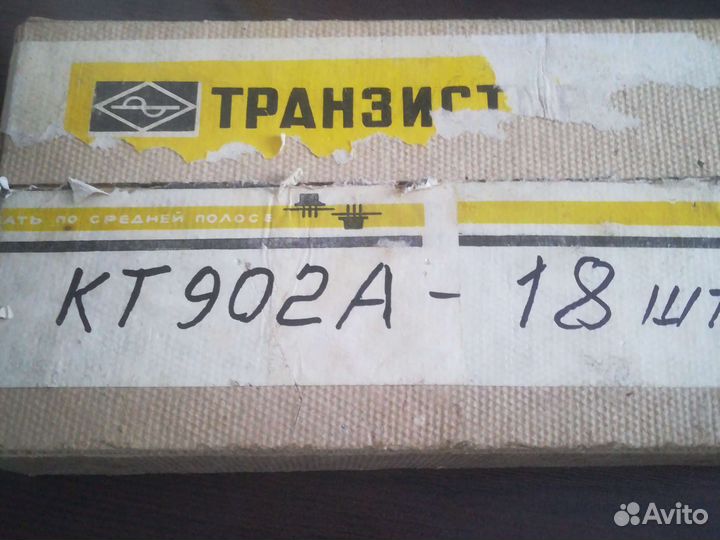 ТРАНЗИСТ
АТЬ ПО СРЕДНЕЙ ПОЛОСЕ
КТ902А - 18 шт
Avito